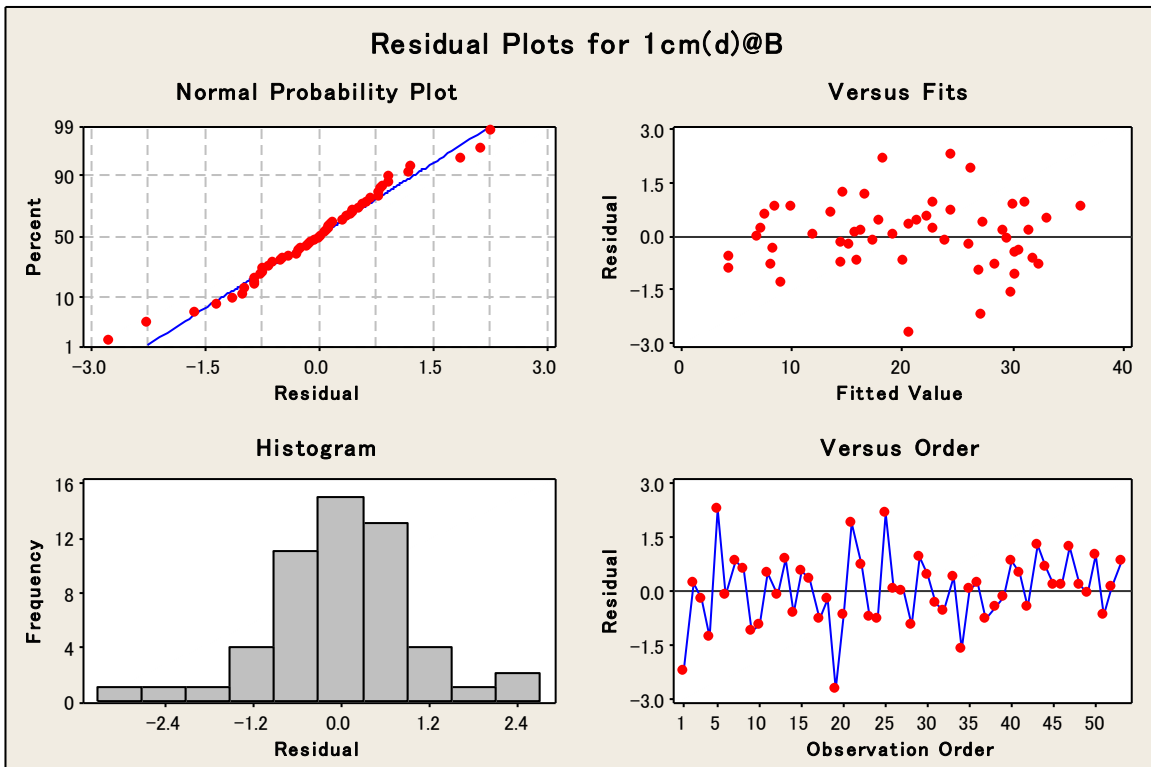 Residual Plots for 1cm(d)@B
Normal Probability Plot
99
90
50
10
1
Percent
-3.0 -1.5 0.0 1.5 3.0
Residual
Versus Fits
3.0
1.5
0.0
-1.5
-3.0
Residual
0 10 20 30 40
Fitted Value
Histogram
16
12
8
4
0
Frequency
-2.4 -1.2 0.0 1.2 2.4
Residual
Versus Order
3.0
1.5
0.0
-1.5
-3.0
Residual
1 5 10 15 20 25 30 35 40 45 50
Observation Order